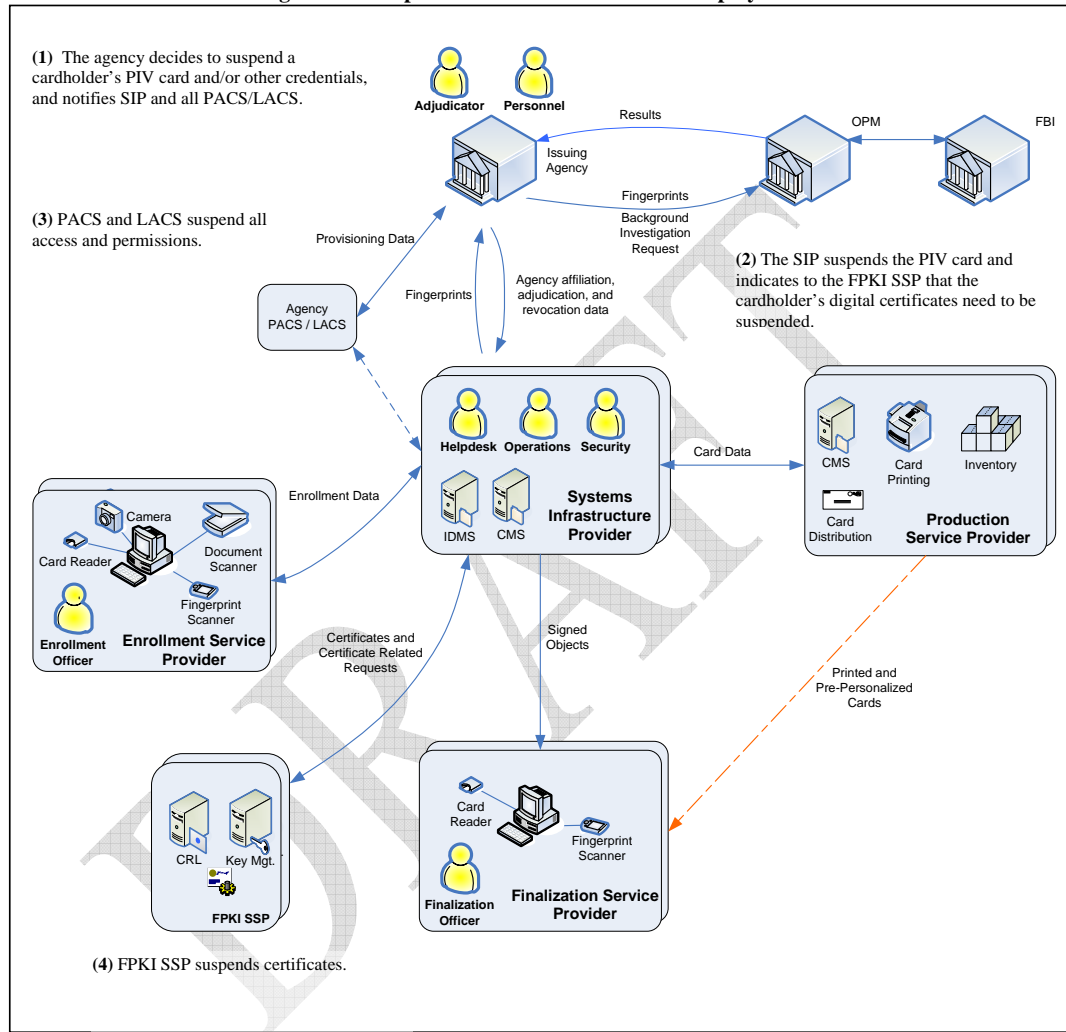 (1) The agency decides to suspend a
cardholder's PIV card and/or other credentials,
and notifies SIP and all PACS/LACS.
Adjudicator
Personnel
Results
OPM
FBI
Issuing
Agency
Fingerprints
Background
Investigation
Request
(3) PACS and LACS suspend all
access and permissions.
Provisioning Data
(2) The SIP suspends the PIV card and
indicates to the FPKI SSP that the
cardholder's digital certificates need to be
suspended.
Fingerprints
Agency affiliation,
adjudication, and
revocation data
Agency
PACS / LACS
Helpdesk
Operations
Security
IDMS
CMS
Systems
Infrastructure
Provider
Card Data
CMS
Card
Printing
Inventory
Card
Distribution
Production
Service Provider
Enrollment Data
Camera
Card Reader
Document
Scanner
Fingerprint
Scanner
Enrollment
Officer
Enrollment Service
Provider
Certificates and
Certificate Related
Requests
Signed
Objects
Printed and
Pre-Personalized
Cards
CRL
Key Mgt.
FPKI SSP
Card
Reader
Fingerprint
Scanner
Finalization
Officer
Finalization Service
Provider
(4) FPKI SSP suspends certificates.
DRAFT